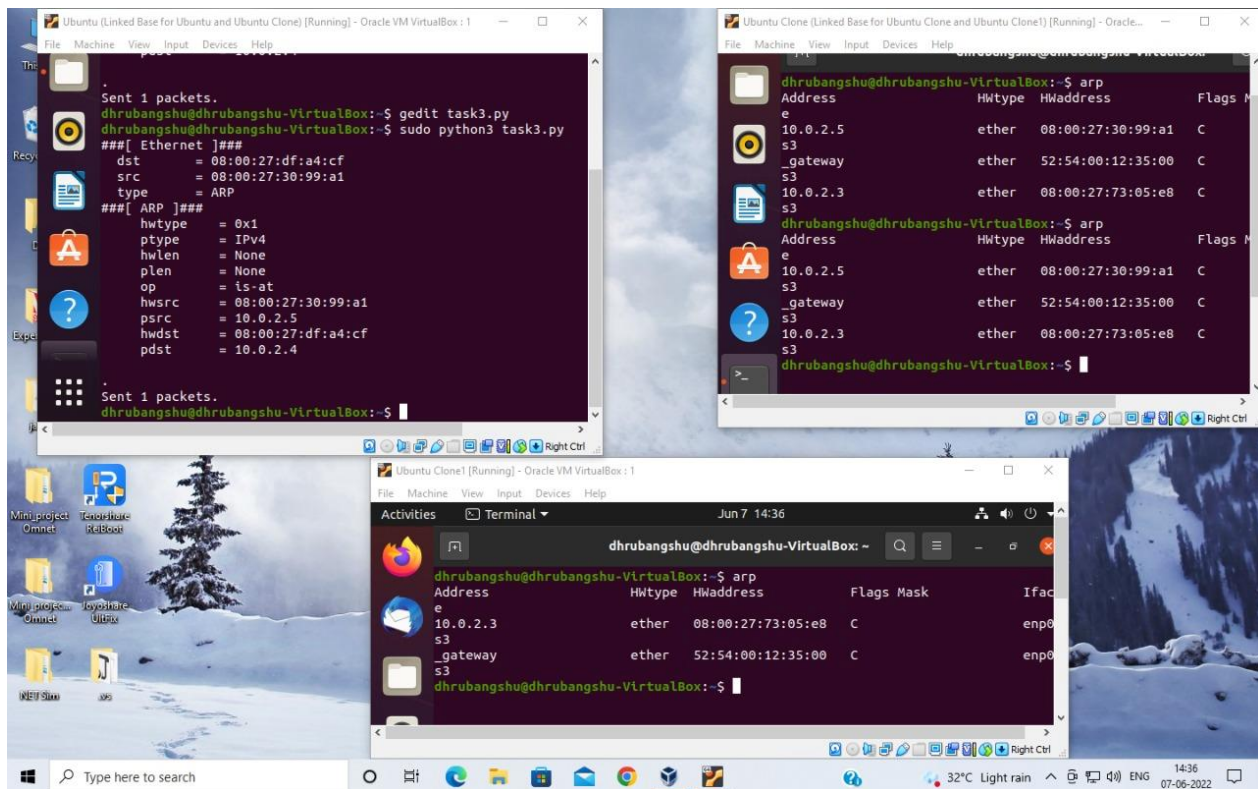 Ubuntu (Linked Base for Ubuntu and Ubuntu Clone) [Running] - Oracle VM VirtualBox : 1
File Machine View Input Devices Help
.
Sent 1 packets.
dhrubangshu@dhrubangshu-VirtualBox:~$ gedit task3.py
dhrubangshu@dhrubangshu-VirtualBox:~$ sudo python3 task3.py
###[ Ethernet ]###
dst = 08:00:27:df:a4:cf
src = 08:00:27:30:99:a1
type = ARP
###[ ARP ]###
hwtype = 0x1
ptype = IPv4
hwlen = None
plen = None
op = is-at
hwsrc = 08:00:27:30:99:a1
psrc = 10.0.2.5
hwdst = 08:00:27:df:a4:cf
pdst = 10.0.2.4
.
Sent 1 packets.
dhrubangshu@dhrubangshu-VirtualBox:~$
Right Ctrl
Ubuntu Clone (Linked Base for Ubuntu Clone and Ubuntu Clone1) [Running] - Oracle...
File Machine View Input Devices Help
dhrubangshu@dhrubangshu-VirtualBox:~$ arp
Address HWtype HWaddress Flags M
e
10.0.2.5 ether 08:00:27:30:99:a1 C
s3
_gateway ether 52:54:00:12:35:00 C
s3
10.0.2.3 ether 08:00:27:73:05:e8 C
s3
dhrubangshu@dhrubangshu-VirtualBox:~$ arp
Address HWtype HWaddress Flags M
e
10.0.2.5 ether 08:00:27:30:99:a1 C
s3
_gateway ether 52:54:00:12:35:00 C
s3
10.0.2.3 ether 08:00:27:73:05:e8 C
s3
dhrubangshu@dhrubangshu-VirtualBox:~$
Right Ctrl
Ubuntu Clone1 [Running] - Oracle VM VirtualBox : 1
File Machine View Input Devices Help
Activities Terminal Jun 7 14:36
dhrubangshu@dhrubangshu-VirtualBox: ~
dhrubangshu@dhrubangshu-VirtualBox:~$ arp
Address HWtype HWaddress Flags Mask Ifac
e
10.0.2.3 ether 08:00:27:73:05:e8 C enp0
s3
_gateway ether 52:54:00:12:35:00 C enp0
s3
dhrubangshu@dhrubangshu-VirtualBox:~$
Right Ctrl
Mini_project Omnet
Tenorshare ReiBoot
Mini_projec... Omnet
Joyoshare UltFix
INET Sim
Type here to search
32°C Light rain
ENG
14:36
07-06-2022